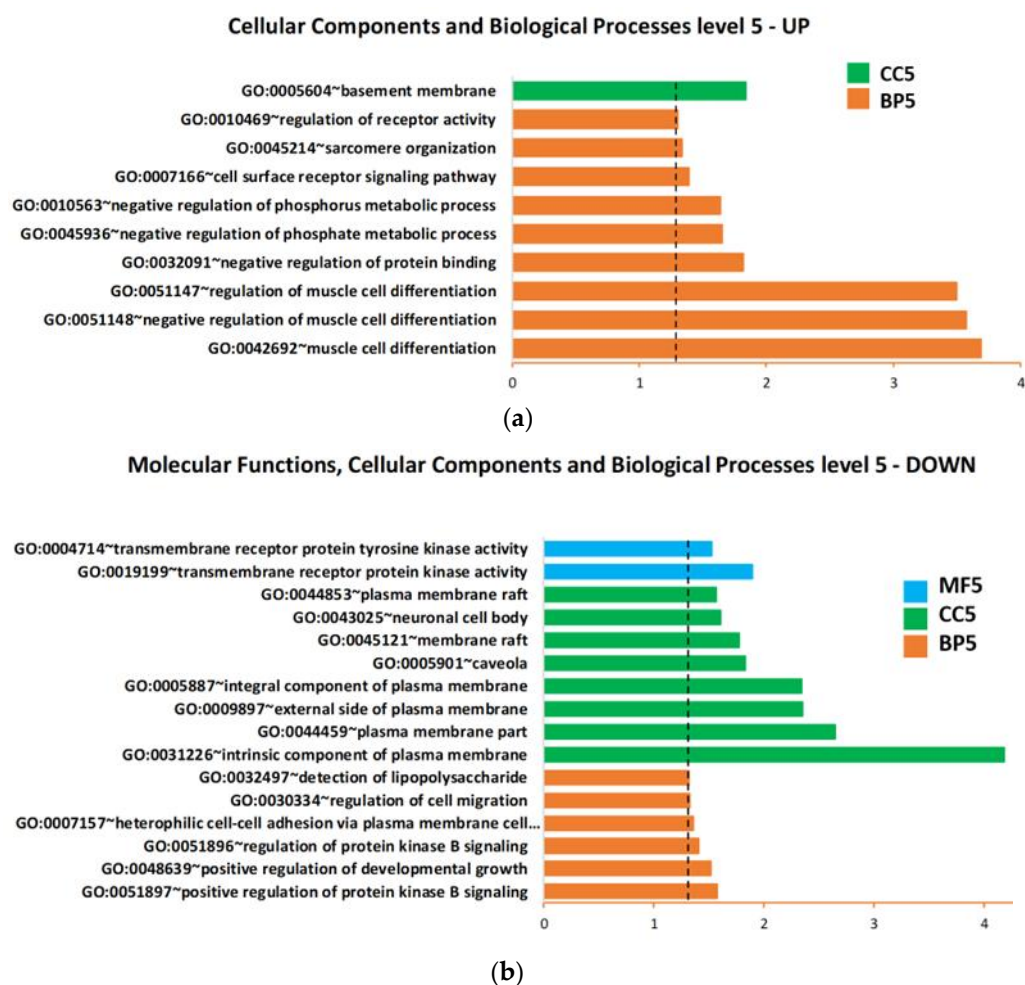 Cellular Components and Biological Processes level 5 - UP
CC5
BP5
GO:0005604~basement membrane
GO:0010469~regulation of receptor activity
GO:0045214~sarcomere organization
GO:0007166~cell surface receptor signaling pathway
GO:0010563~negative regulation of phosphorus metabolic process
GO:0045936~negative regulation of phosphate metabolic process
GO:0032091~negative regulation of protein binding
GO:0051147~regulation of muscle cell differentiation
GO:0051148~negative regulation of muscle cell differentiation
GO:0042692~muscle cell differentiation
0 1 2 3 4
(a)
Molecular Functions, Cellular Components and Biological Processes level 5 - DOWN
MF5
CC5
BP5
GO:0004714~transmembrane receptor protein tyrosine kinase activity
GO:0019199~transmembrane receptor protein kinase activity
GO:0044853~plasma membrane raft
GO:0043025~neuronal cell body
GO:0045121~membrane raft
GO:0005901~caveola
GO:0005887~integral component of plasma membrane
GO:0009897~external side of plasma membrane
GO:0044459~plasma membrane part
GO:0031226~intrinsic component of plasma membrane
GO:0032497~detection of lipopolysaccharide
GO:0030334~regulation of cell migration
GO:0007157~heterophilic cell-cell adhesion via plasma membrane cell...
GO:0051896~regulation of protein kinase B signaling
GO:0048639~positive regulation of developmental growth
GO:0051897~positive regulation of protein kinase B signaling
0 1 2 3 4
(b)